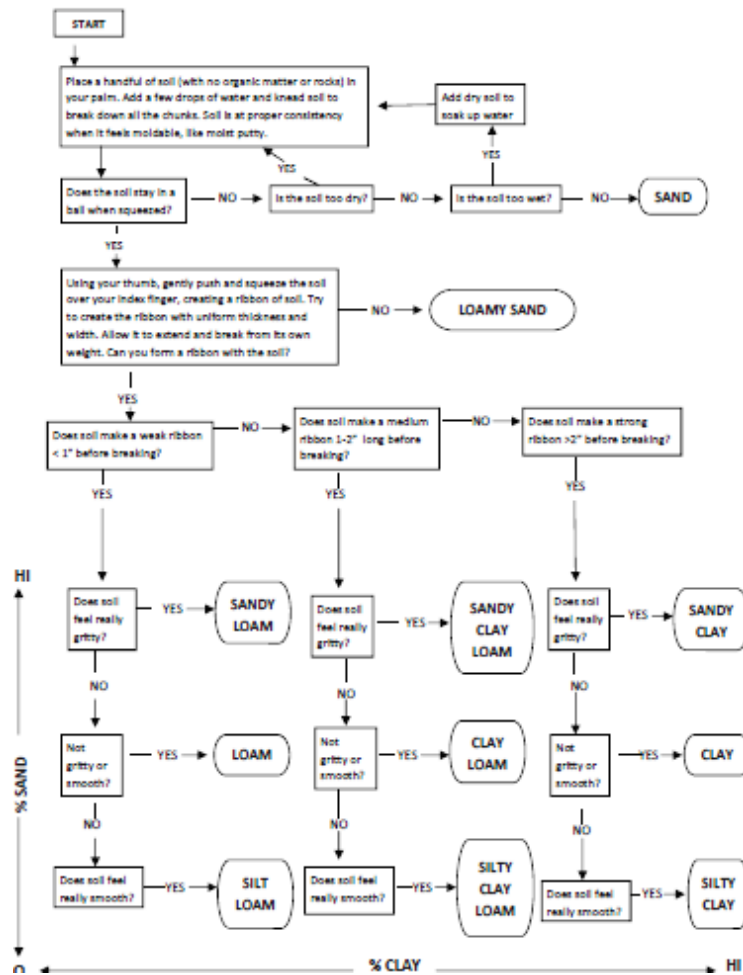 START
Place a handful of soil (with no organic matter or rocks) in
your palm. Add a few drops of water and knead soil to
break down all the chunks. Soil is at proper consistency
when it feels moldable, like moist putty.
Add dry soil to
soak up water
YES
YES
Does the soil stay in a
ball when squeezed?
NO
Is the soil too dry?
NO
Is the soil too wet?
NO
SAND
YES
Using your thumb, gently push and squeeze the soil
over your index finger, creating a ribbon of soil. Try
to create the ribbon with uniform thickness and
width. Allow it to extend and break from its own
weight. Can you form a ribbon with the soil?
NO
LOAMY SAND
YES
Does soil make a weak ribbon
< 1" before breaking?
NO
Does soil make a medium
ribbon 1-2" long before
breaking?
NO
Does soil make a strong
ribbon >2" before breaking?
YES
YES
YES
HI
Does soil
feel really
gritty?
YES
SANDY
LOAM
Does soil
feel really
gritty?
YES
SANDY
CLAY
LOAM
Does soil
feel really
gritty?
YES
SANDY
CLAY
NO
NO
NO
% SAND
Not
gritty or
smooth?
YES
LOAM
Not
gritty or
smooth?
YES
CLAY
LOAM
Not
gritty or
smooth?
YES
CLAY
NO
NO
NO
Does soil feel
really smooth?
YES
SILT
LOAM
Does soil feel
really smooth?
YES
SILTY
CLAY
LOAM
Does soil feel
really smooth?
YES
SILTY
CLAY
% CLAY
HI